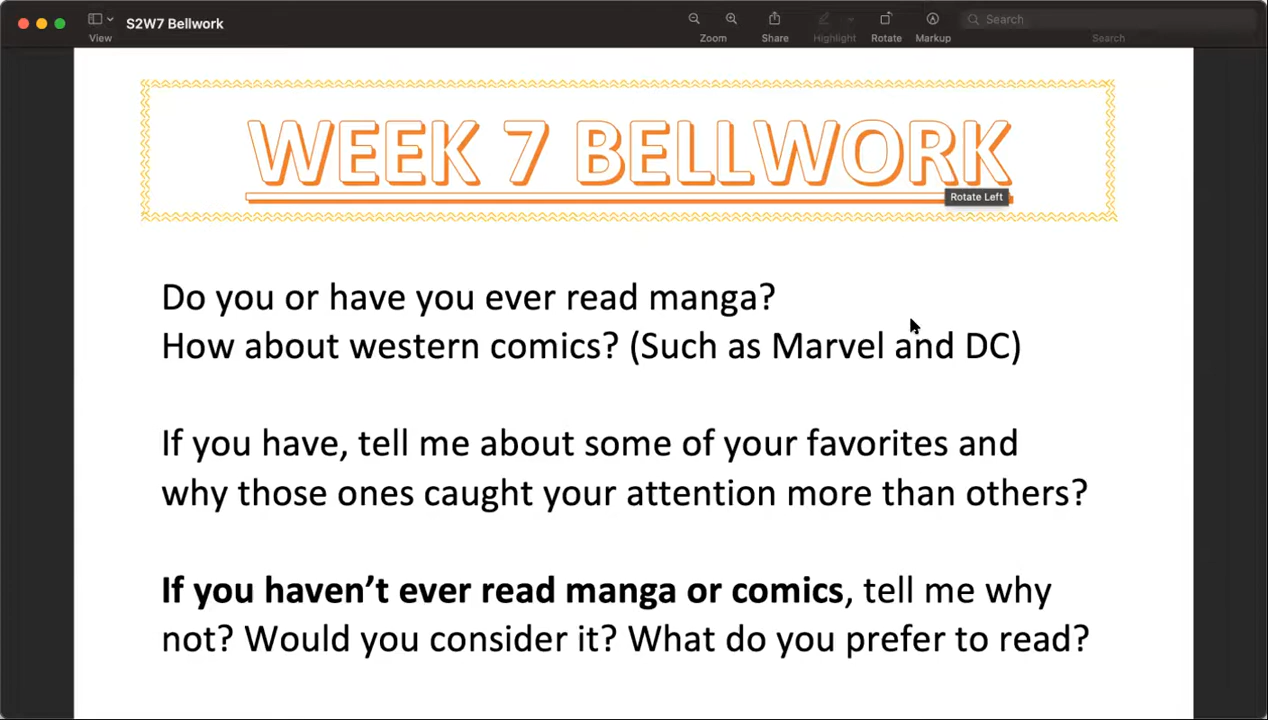 S2W7 Bellwork
View
Zoom
Share
Highlight
Rotate
Markup
Search
Search
WEEK 7 BELLWORK
Rotate Left
Do you or have you ever read manga?
How about western comics? (Such as Marvel and DC)
If you have, tell me about some of your favorites and
why those ones caught your attention more than others?
If you haven’t ever read manga or comics, tell me why
not? Would you consider it? What do you prefer to read?